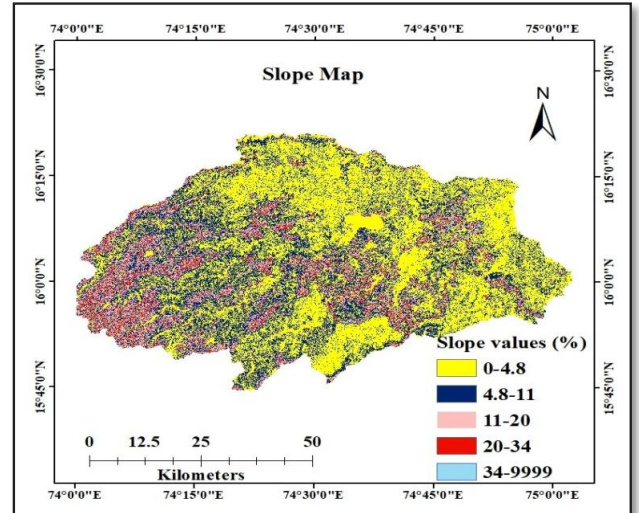 74°0'0"E 74°15'0"E 74°30'0"E 74°45'0"E 75°0'0"E
Slope Map
N
16°30'0"N
16°15'0"N
16°0'0"N
15°45'0"N
16°30'0"N
16°15'0"N
16°0'0"N
15°45'0"N
Slope values (%)
0-4.8
4.8-11
11-20
20-34
34-9999
0 12.5 25 50
Kilometers
74°0'0"E 74°15'0"E 74°30'0"E 74°45'0"E 75°0'0"E